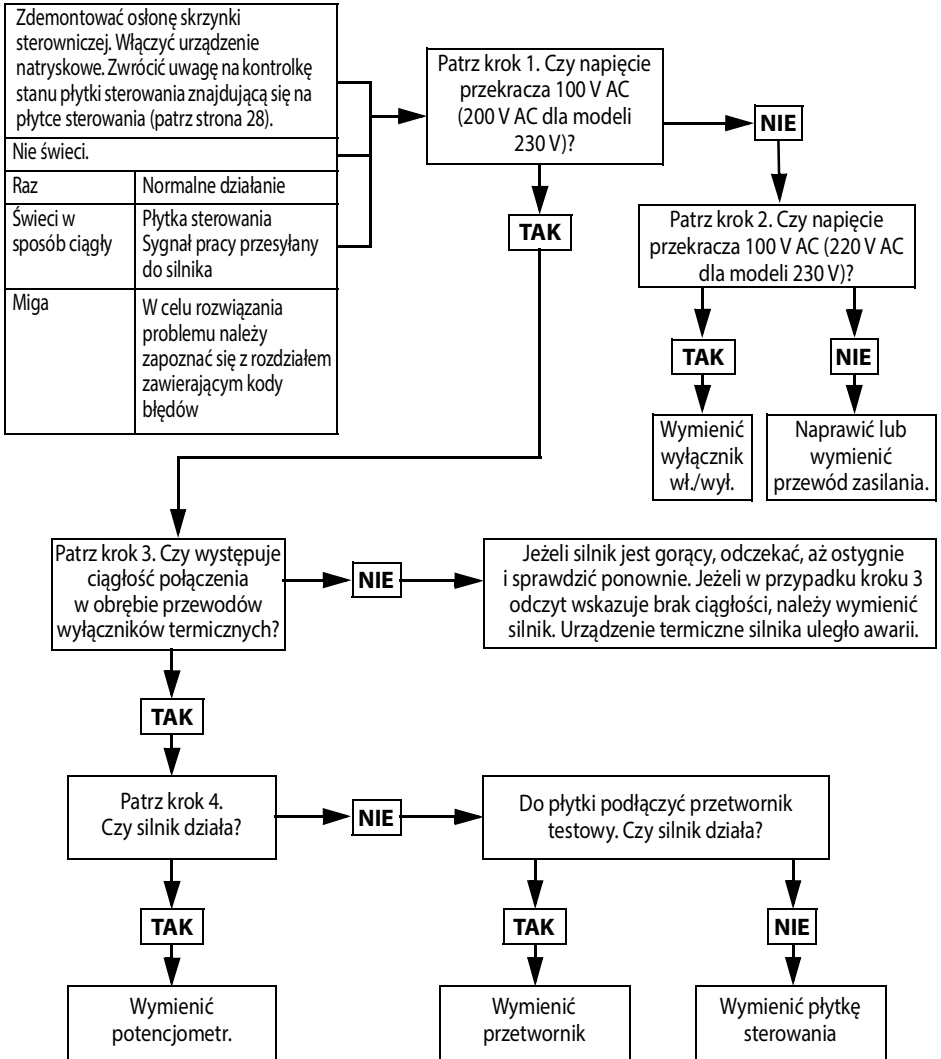 Zdemontować osłonę skrzynki
sterowniczej. Włączyć urządzenie
natryskowe. Zwrócić uwagę na kontrolkę
stanu płytki sterowania znajdującą się na
płytce sterowania (patrz strona 28).
Nie świeci.
Raz
Normalne działanie
Świeci w
sposób ciągły
Płytka sterowania
Sygnał pracy przesyłany
do silnika
Miga
W celu rozwiązania
problemu należy
zapoznać się z rozdziałem
zawierającym kody
błędów
Patrz krok 1. Czy napięcie
przekracza 100 V AC
(200 V AC dla modeli
230 V)?
NIE
TAK
Patrz krok 2. Czy napięcie
przekracza 100 V AC (220 V AC
dla modeli 230 V)?
TAK
NIE
Wymienić
wyłącznik
wł./wył.
Naprawić lub
wymienić
przewód zasilania.
Patrz krok 3. Czy występuje
ciągłość połączenia
w obrębie przewodów
wyłączników termicznych?
NIE
Jeżeli silnik jest gorący, odczekać, aż ostygnie
i sprawdzić ponownie. Jeżeli w przypadku kroku 3
odczyt wskazuje brak ciągłości, należy wymienić
silnik. Urządzenie termiczne silnika uległo awarii.
TAK
Patrz krok 4.
Czy silnik działa?
NIE
Do płytki podłączyć przetwornik
testowy. Czy silnik działa?
TAK
TAK
NIE
Wymienić
potencjometr.
Wymienić
przetwornik
Wymienić płytkę
sterowania